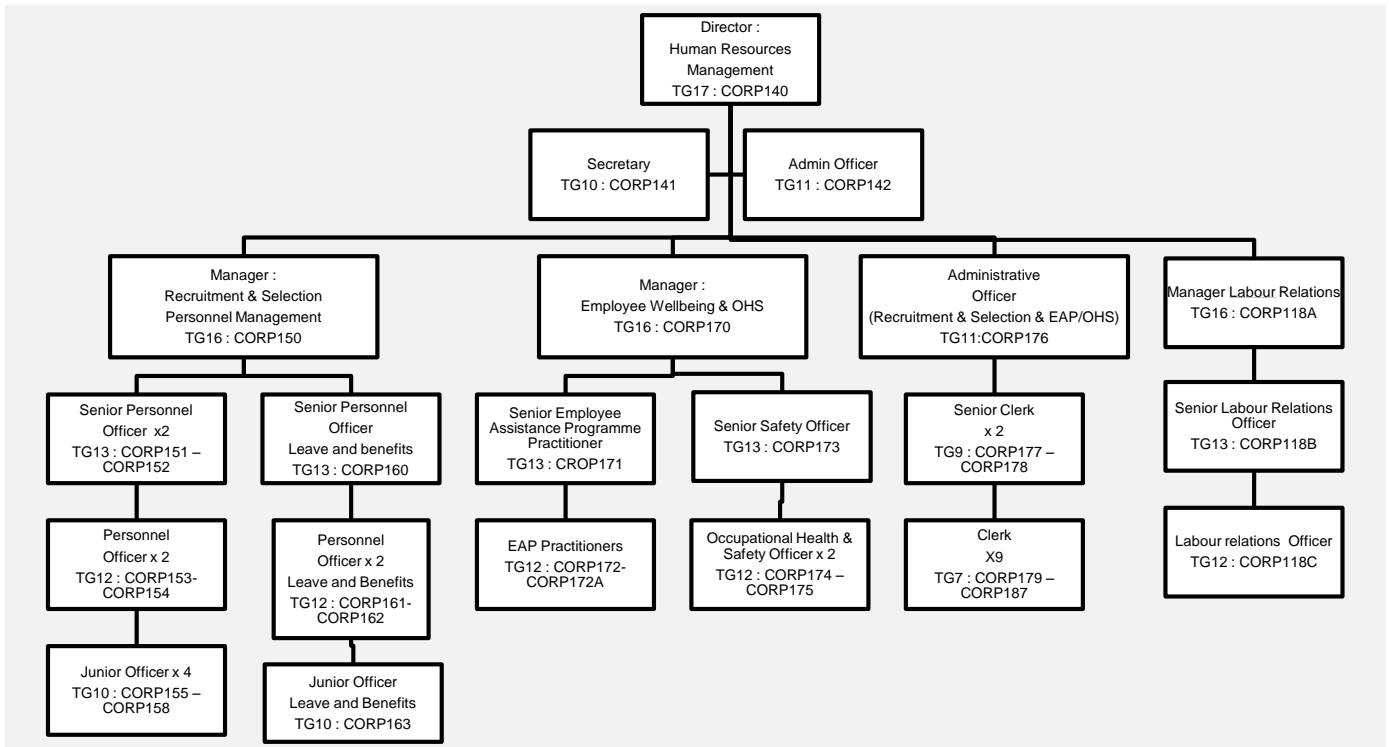 Director :
Human Resources
Management
TG17 : CORP140
Secretary
TG10 : CORP141
Admin Officer
TG11 : CORP142
Manager :
Recruitment & Selection
Personnel Management
TG16 : CORP150
Manager :
Employee Wellbeing & OHS
TG16 : CORP170
Administrative
Officer
(Recruitment & Selection & EAP/OHS)
TG11:CORP176
Manager Labour Relations
TG16 : CORP118A
Senior Personnel
Officer x2
TG13 : CORP151 –
CORP152
Senior Personnel
Officer
Leave and benefits
TG13 : CORP160
Senior Employee
Assistance Programme
Practitioner
TG13 : CROP171
Senior Safety Officer
TG13 : CORP173
Senior Clerk
x 2
TG9 : CORP177 –
CORP178
Senior Labour Relations
Officer
TG13 : CORP118B
Personnel
Officer x 2
TG12 : CORP153-
CORP154
Personnel
Officer x 2
Leave and Benefits
TG12 : CORP161-
CORP162
EAP Practitioners
TG12 : CORP172-
CORP172A
Occupational Health &
Safety Officer x 2
TG12 : CORP174 –
CORP175
Clerk
X9
TG7 : CORP179 –
CORP187
Labour relations Officer
TG12 : CORP118C
Junior Officer x 4
TG10 : CORP155 –
CORP158
Junior Officer
Leave and Benefits
TG10 : CORP163